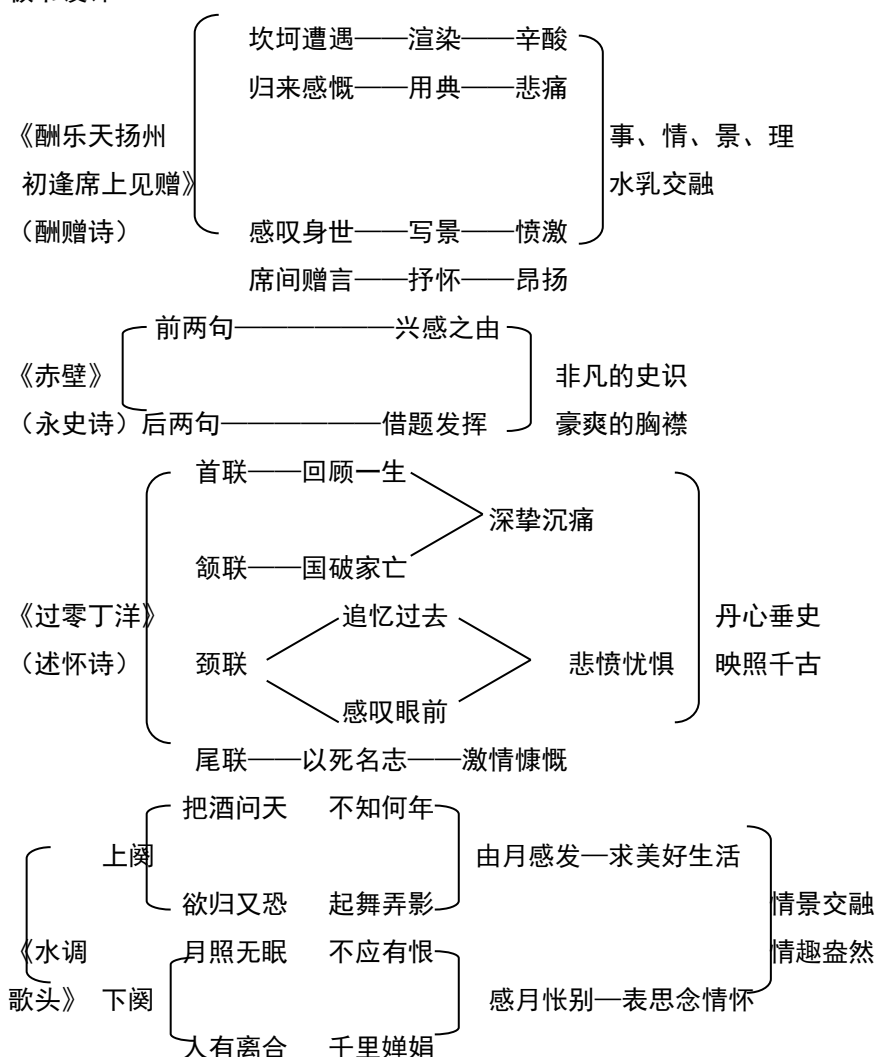 坎坷遭遇——渲染——辛酸
归来感慨——用典——悲痛
《酬乐天扬州 事、情、景、理
初逢席上见赠》 水乳交融
（酬赠诗） 感叹身世——写景——愤激
席间赠言——抒怀——昂扬
前两句——————兴感之由
《赤壁》 非凡的史识
（永史诗）后两句——————借题发挥 豪爽的胸襟
首联——回顾一生
深挚沉痛
颔联——国破家亡
《过零丁洋》 追忆过去 丹心垂史
（述怀诗） 颈联 悲愤忧惧 映照千古
感叹眼前
尾联——以死名志——激情慷慨
把酒问天 不知何年
上阕 由月感发—求美好生活
欲归又恐 起舞弄影 情景交融
《水调 月照无眠 不应有恨 情趣盎然
歌头》 下阕 感月怅别—表思念情怀
人有离合 千里婵娟